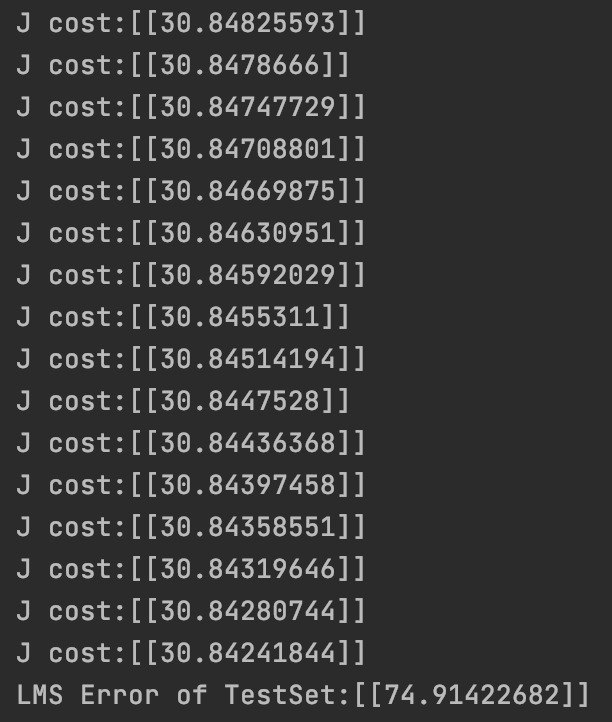 J cost:[[30.84825593]]
J cost:[[30.8478666]]
J cost:[[30.84747729]]
J cost:[[30.84708801]]
J cost:[[30.84669875]]
J cost:[[30.84630951]]
J cost:[[30.84592029]]
J cost:[[30.8455311]]
J cost:[[30.84514194]]
J cost:[[30.8447528]]
J cost:[[30.84436368]]
J cost:[[30.84397458]]
J cost:[[30.84358551]]
J cost:[[30.84319646]]
J cost:[[30.84280744]]
J cost:[[30.84241844]]
LMS Error of TestSet:[[74.91422682]]